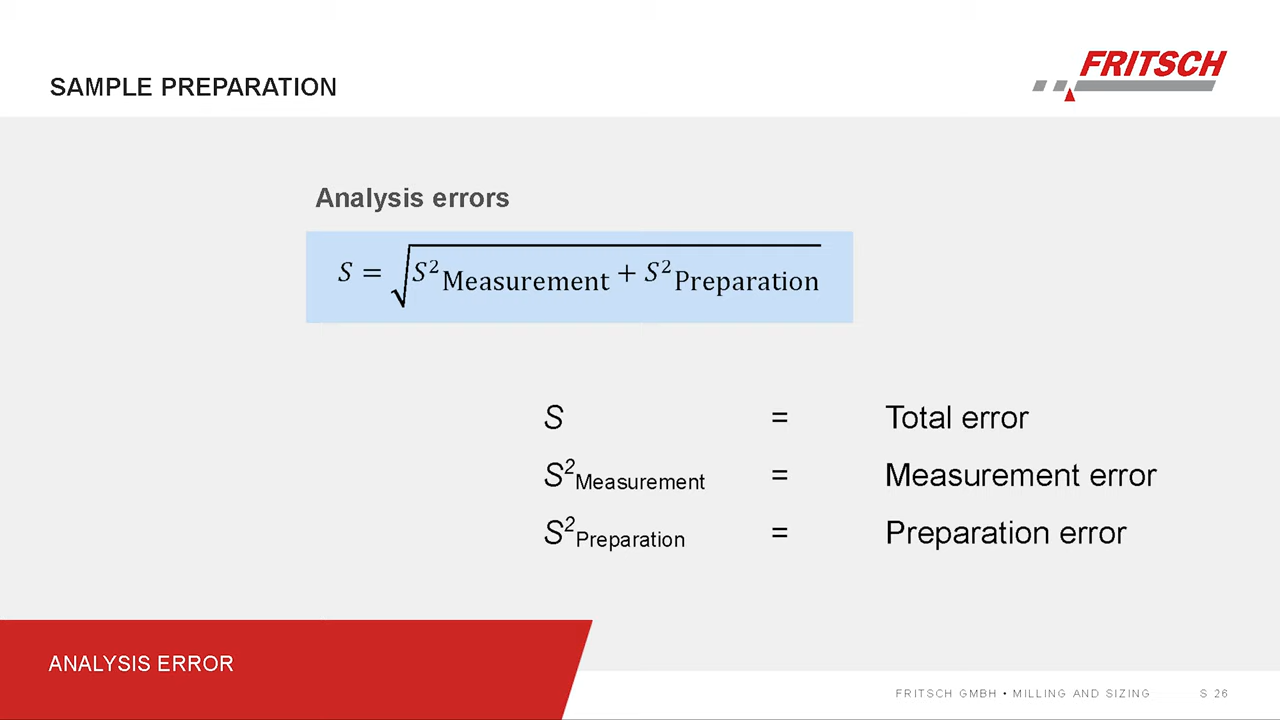 FRITSCH
SAMPLE PREPARATION
Analysis errors
S = √S²Measurement + S²Preparation
S = Total error
S²Measurement = Measurement error
S²Preparation = Preparation error
ANALYSIS ERROR
FRITSCH GMBH • MILLING AND SIZING S 26